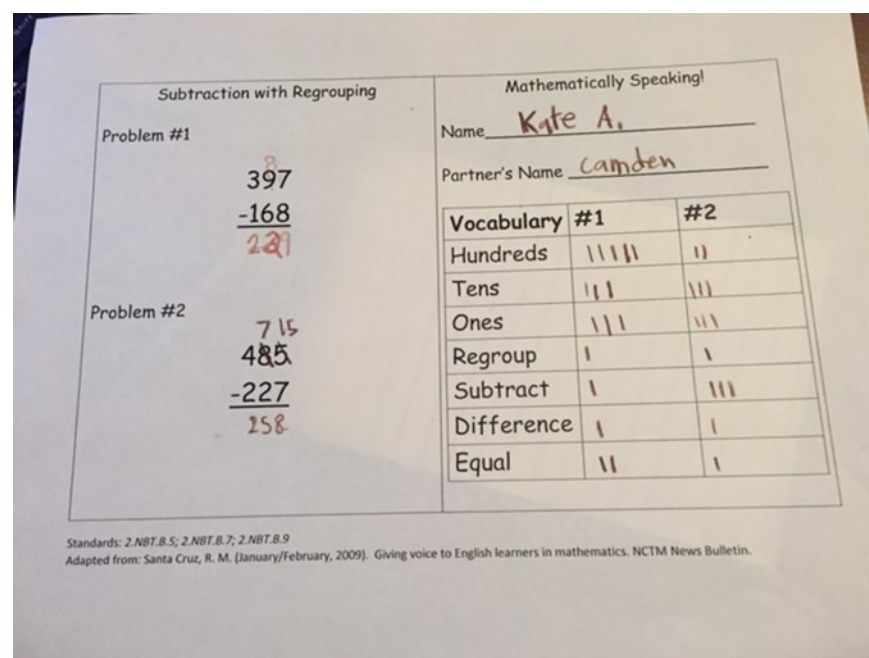 Subtraction with Regrouping
Problem #1
8
397
-168
229
Problem #2
7 15
485
-227
258
Mathematically Speaking!
Name Kate A.
Partner's Name Camden
Vocabulary #1 #2
Hundreds
Tens
Ones
Regroup
Subtract
Difference
Equal
Standards: 2.NBT.B.5; 2.NBT.B.7; 2.NBT.B.9
Adapted from: Santa Cruz, R. M. (January/February, 2009). Giving voice to English learners in mathematics. NCTM News Bulletin.